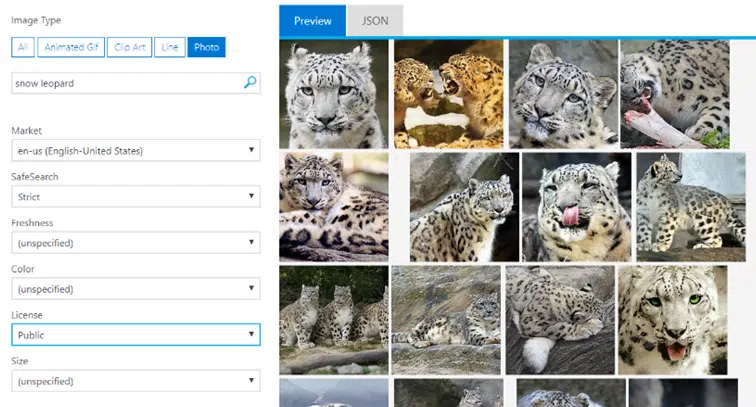 Image Type
All
Animated Gif
Clip Art
Line
Photo
snow leopard
Market
en-us (English-United States)
SafeSearch
Strict
Freshness
(unspecified)
Color
(unspecified)
License
Public
Size
(unspecified)
Preview
JSON